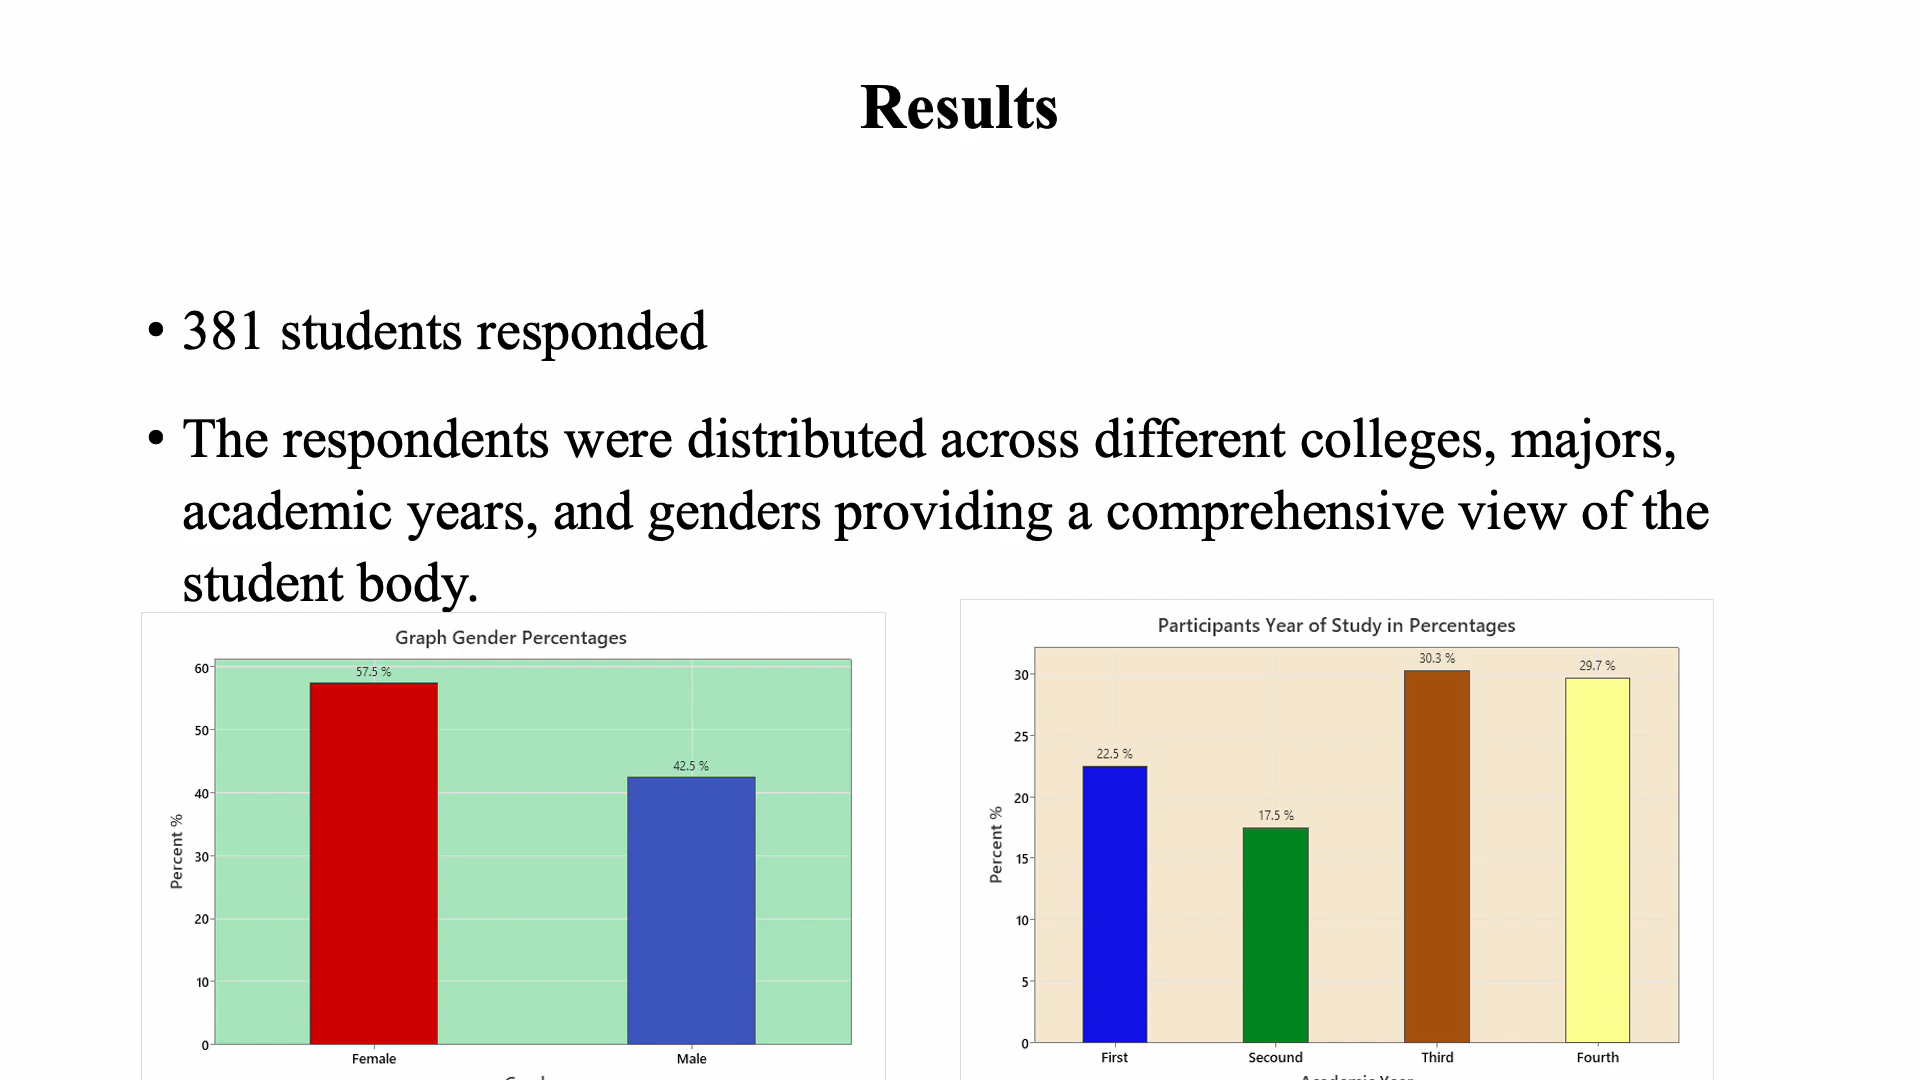 Results
• 381 students responded
• The respondents were distributed across different colleges, majors,
academic years, and genders providing a comprehensive view of the
student body.
Graph Gender Percentages
60
50
40
30
20
10
0
Percent %
57.5 %
42.5 %
Female
Male
Participants Year of Study in Percentages
30
25
20
15
10
5
0
Percent %
22.5 %
17.5 %
30.3 %
29.7 %
First
Secound
Third
Fourth
Academic Year